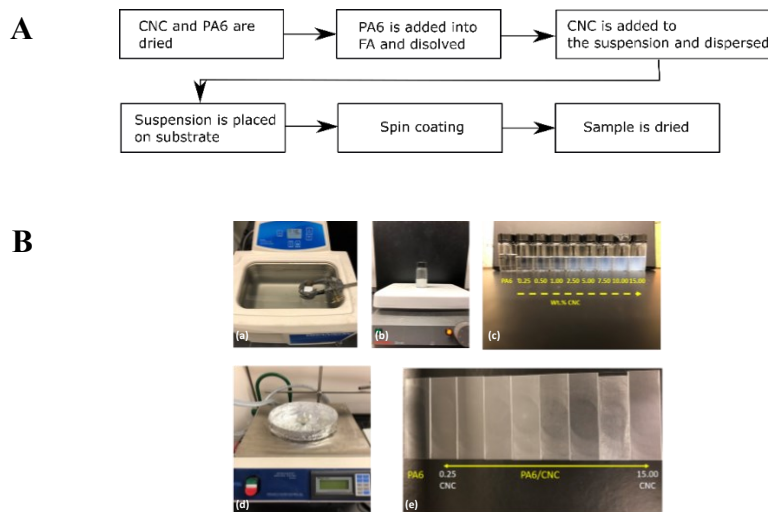 A
CNC and PA6 are
dried
PA6 is added into
FA and disolved
CNC is added to
the suspension and dispersed
Suspension is placed
on substrate
Spin coating
Sample is dried
B
(a)
(b)
(c)
PA6 0.25 0.50 1.00 2.50 5.00 7.50 10.00 15.00
Wt.% CNC
(d)
(e)
PA6
0.25
CNC
PA6/CNC
15.00
CNC